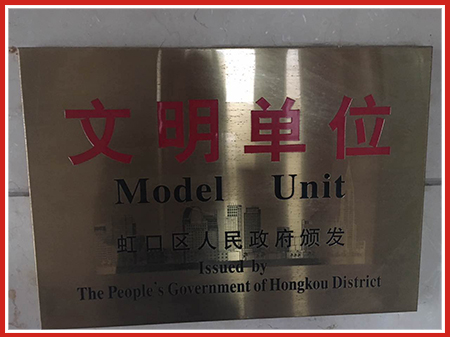 文明单位
Model Unit
虹口区人民政府颁发
Issued by
The People's Government of Hongkou District